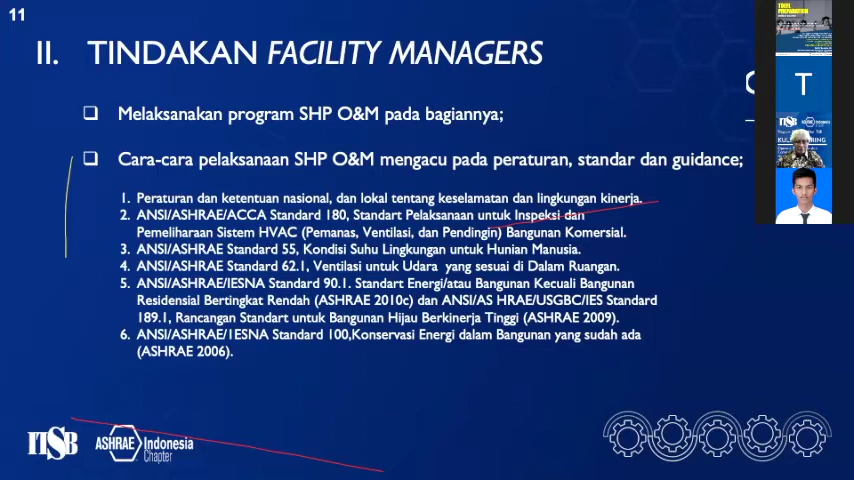 11
II. TINDAKAN FACILITY MANAGERS
❑ Melaksanakan program SHP O&M pada bagiannya;
❑ Cara-cara pelaksanaan SHP O&M mengacu pada peraturan, standar dan guidance;
1. Peraturan dan ketentuan nasional, dan lokal tentang keselamatan dan lingkungan kinerja.
2. ANSI/ASHRAE/ACCA Standard 180, Standart Pelaksanaan untuk Inspeksi dan
Pemeliharaan Sistem HVAC (Pemanas, Ventilasi, dan Pendingin) Bangunan Komersial.
3. ANSI/ASHRAE Standard 55, Kondisi Suhu Lingkungan untuk Hunian Manusia.
4. ANSI/ASHRAE Standard 62.1, Ventilasi untuk Udara yang sesuai di Dalam Ruangan.
5. ANSI/ASHRAE/IESNA Standard 90.1. Standart Energi/atau Bangunan Kecuali Bangunan
Residensial Bertingkat Rendah (ASHRAE 2010c) dan ANSI/AS HRAE/USGBC/IES Standard
189.1, Rancangan Standart untuk Bangunan Hijau Berkinerja Tinggi (ASHRAE 2009).
6. ANSI/ASHRAE/1ESNA Standard 100,Konservasi Energi dalam Bangunan yang sudah ada
(ASHRAE 2006).
ITSB
ASHRAE Indonesia
Chapter
TOEFL
PREPARATION
T
ITSB